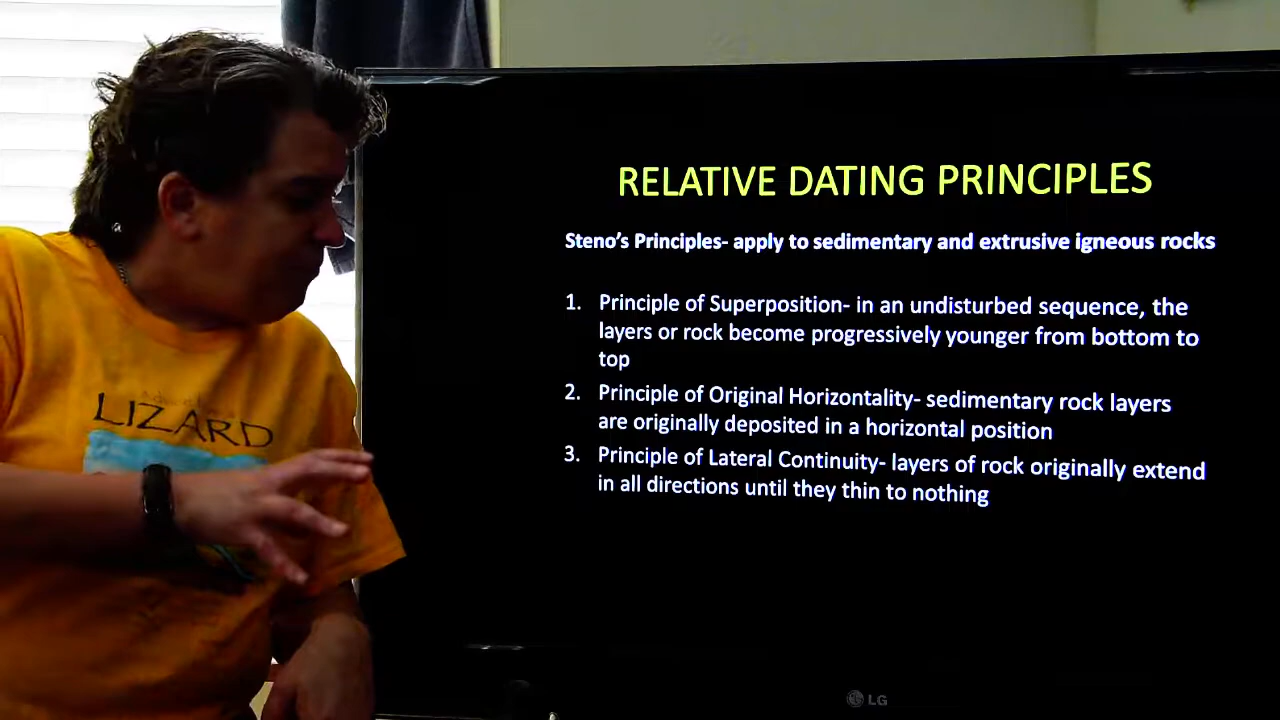 RELATIVE DATING PRINCIPLES
Steno's Principles- apply to sedimentary and extrusive igneous rocks
1. Principle of Superposition- in an undisturbed sequence, the
layers or rock become progressively younger from bottom to
top
2. Principle of Original Horizontality- sedimentary rock layers
are originally deposited in a horizontal position
3. Principle of Lateral Continuity- layers of rock originally extend
in all directions until they thin to nothing
LIZARD
LG